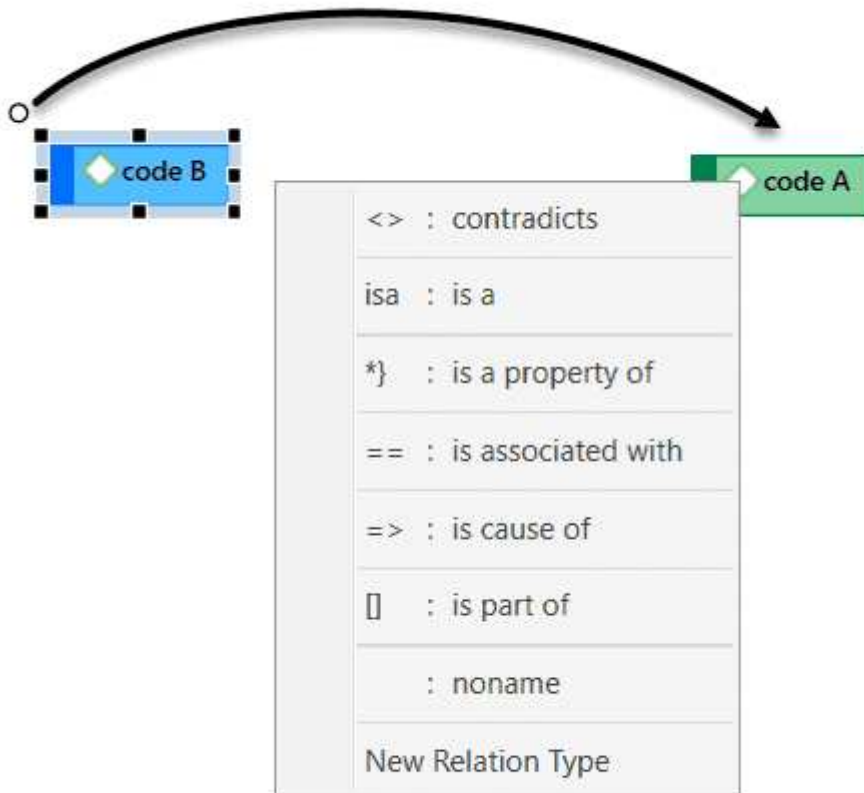 code B
code A
<> : contradicts
isa : is a
*} : is a property of
== : is associated with
=> : is cause of
[] : is part of
: noname
New Relation Type